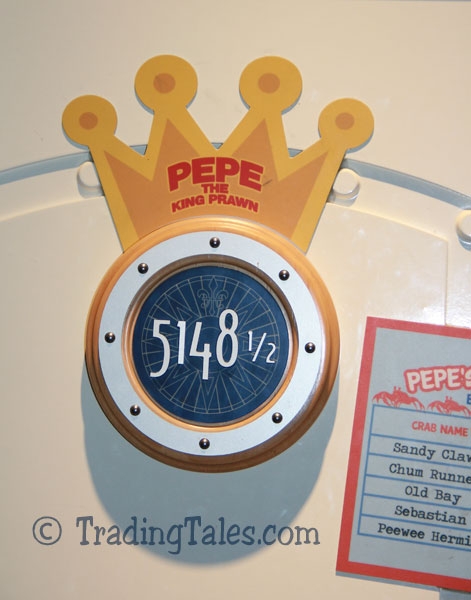 PEPE
THE
KING PRAWN
5148 1/2
PEPE'S
CRAB NAME
Sandy Claw
Chum Runne
Old Bay
Sebastian
Peewee Hermi
© TradingTales.com